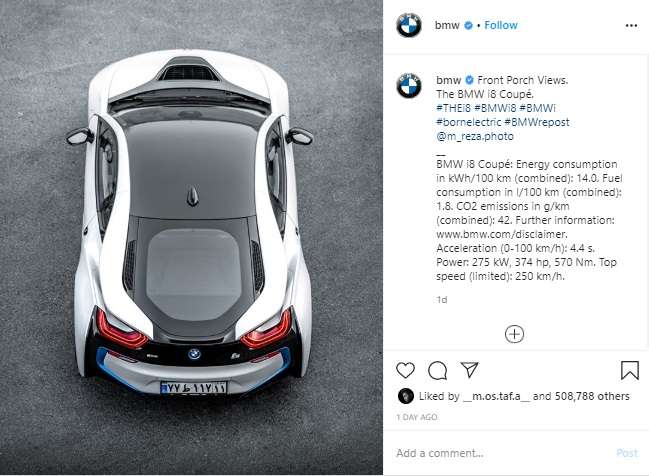 bmw • Follow
bmw Front Porch Views.
The BMW i8 Coupé.
#THEi8 #BMWi8 #BMWi
#bornelectric #BMWrepost
@m_reza.photo
__
BMW i8 Coupé: Energy consumption
in kWh/100 km (combined): 14.0. Fuel
consumption in l/100 km (combined):
1.8. CO2 emissions in g/km
(combined): 42. Further information:
www.bmw.com/disclaimer.
Acceleration (0-100 km/h): 4.4 s.
Power: 275 kW, 374 hp, 570 Nm. Top
speed (limited): 250 km/h.
1d
Liked by __m.os.taf.a__ and 508,788 others
1 DAY AGO
Add a comment... Post
۷۷ ط ۱۱۷ ۱۱